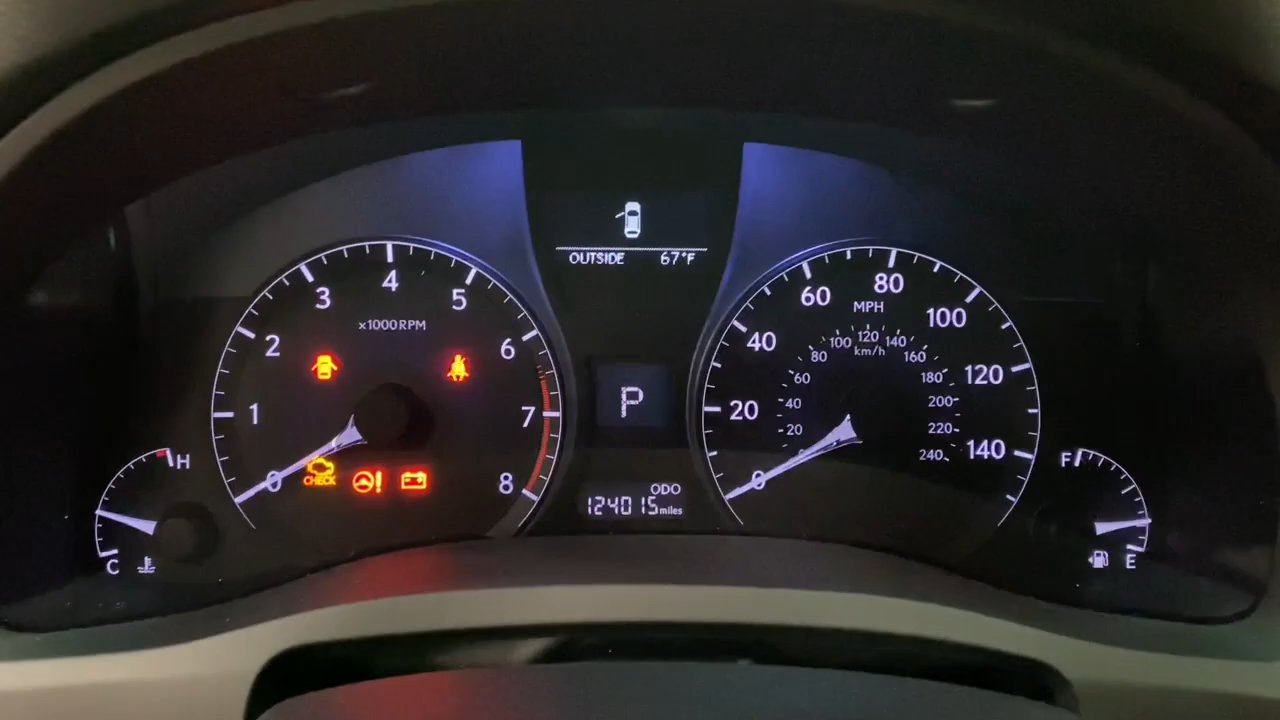 OUTSIDE 67°F
0 1 2 3 4 5 6 7 8
x1000RPM
CHECK
H
C
P
ODO
124015 miles
0 20 40 60 80 100 120 140
MPH
20 40 60 80 100 120 140 160 180 200 220 240
km/h
F
E